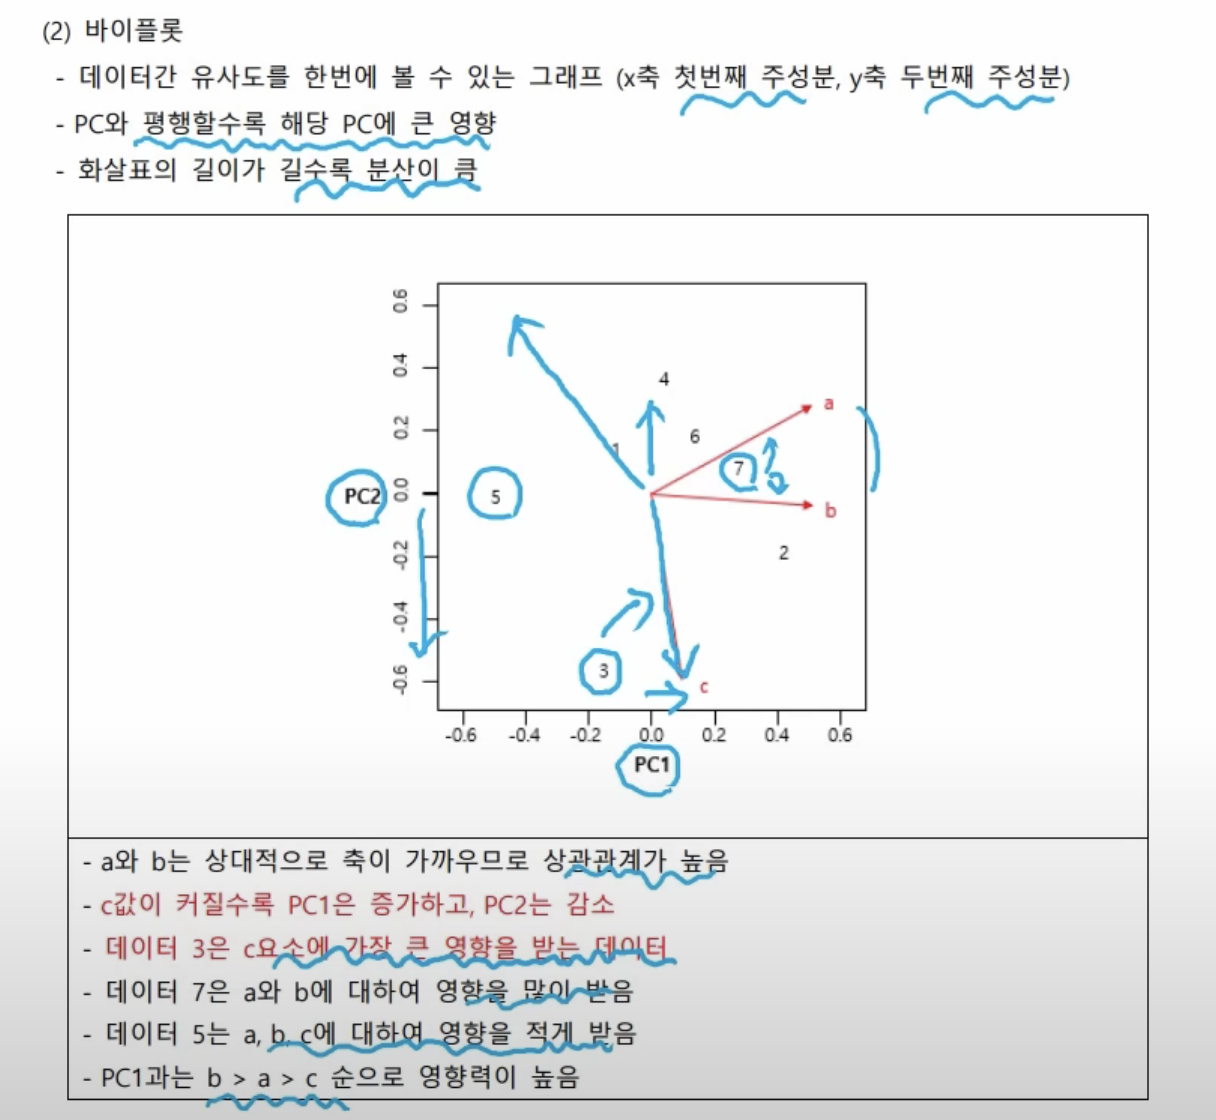 (2) 바이플롯
- 데이터간 유사도를 한번에 볼 수 있는 그래프 (x축 첫번째 주성분, y축 두번째 주성분)
- PC와 평행할수록 해당 PC에 큰 영향
- 화살표의 길이가 길수록 분산이 큼
0.6
0.4
4
a
0.2
6
1
7
PC2
0.0
5
b
-0.2
2
-0.4
-0.6
3
c
-0.6 -0.4 -0.2 0.0 0.2 0.4 0.6
PC1
- a와 b는 상대적으로 축이 가까우므로 상관관계가 높음
- c값이 커질수록 PC1은 증가하고, PC2는 감소
- 데이터 3은 c요소에 가장 큰 영향을 받는 데이터
- 데이터 7은 a와 b에 대하여 영향을 많이 받음
- 데이터 5는 a, b, c에 대하여 영향을 적게 받음
- PC1과는 b > a > c 순으로 영향력이 높음